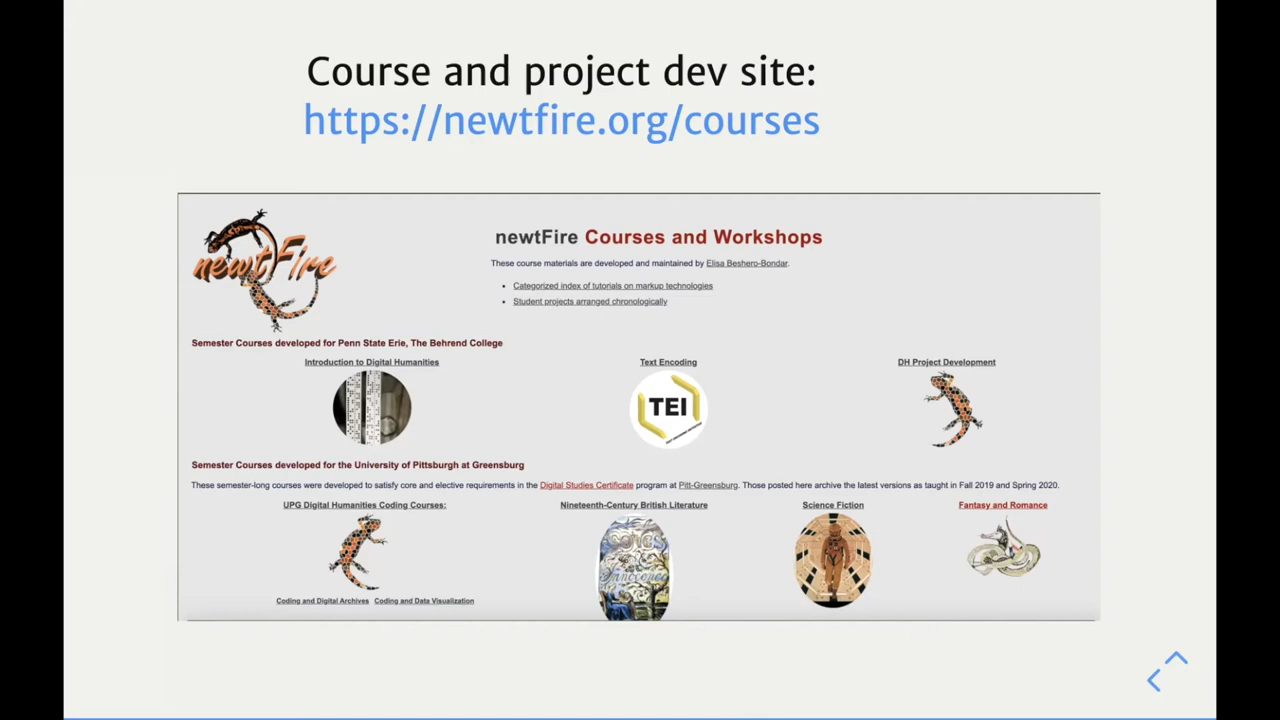 Course and project dev site:
https://newtfire.org/courses
newtFire
newtFire Courses and Workshops
These course materials are developed and maintained by Elisa Beshero-Bondar.
• Categorized index of tutorials on markup technologies
• Student projects arranged chronologically
Semester Courses developed for Penn State Erie, The Behrend College
Introduction to Digital Humanities Text Encoding DH Project Development
TEI
Semester Courses developed for the University of Pittsburgh at Greensburg
These semester-long courses were developed to satisfy core and elective requirements in the Digital Studies Certificate program at Pitt-Greensburg. Those posted here archive the latest versions as taught in Fall 2019 and Spring 2020.
UPG Digital Humanities Coding Courses: Nineteenth-Century British Literature Science Fiction Fantasy and Romance
SONGS
Innocence
Coding and Digital Archives Coding and Data Visualization